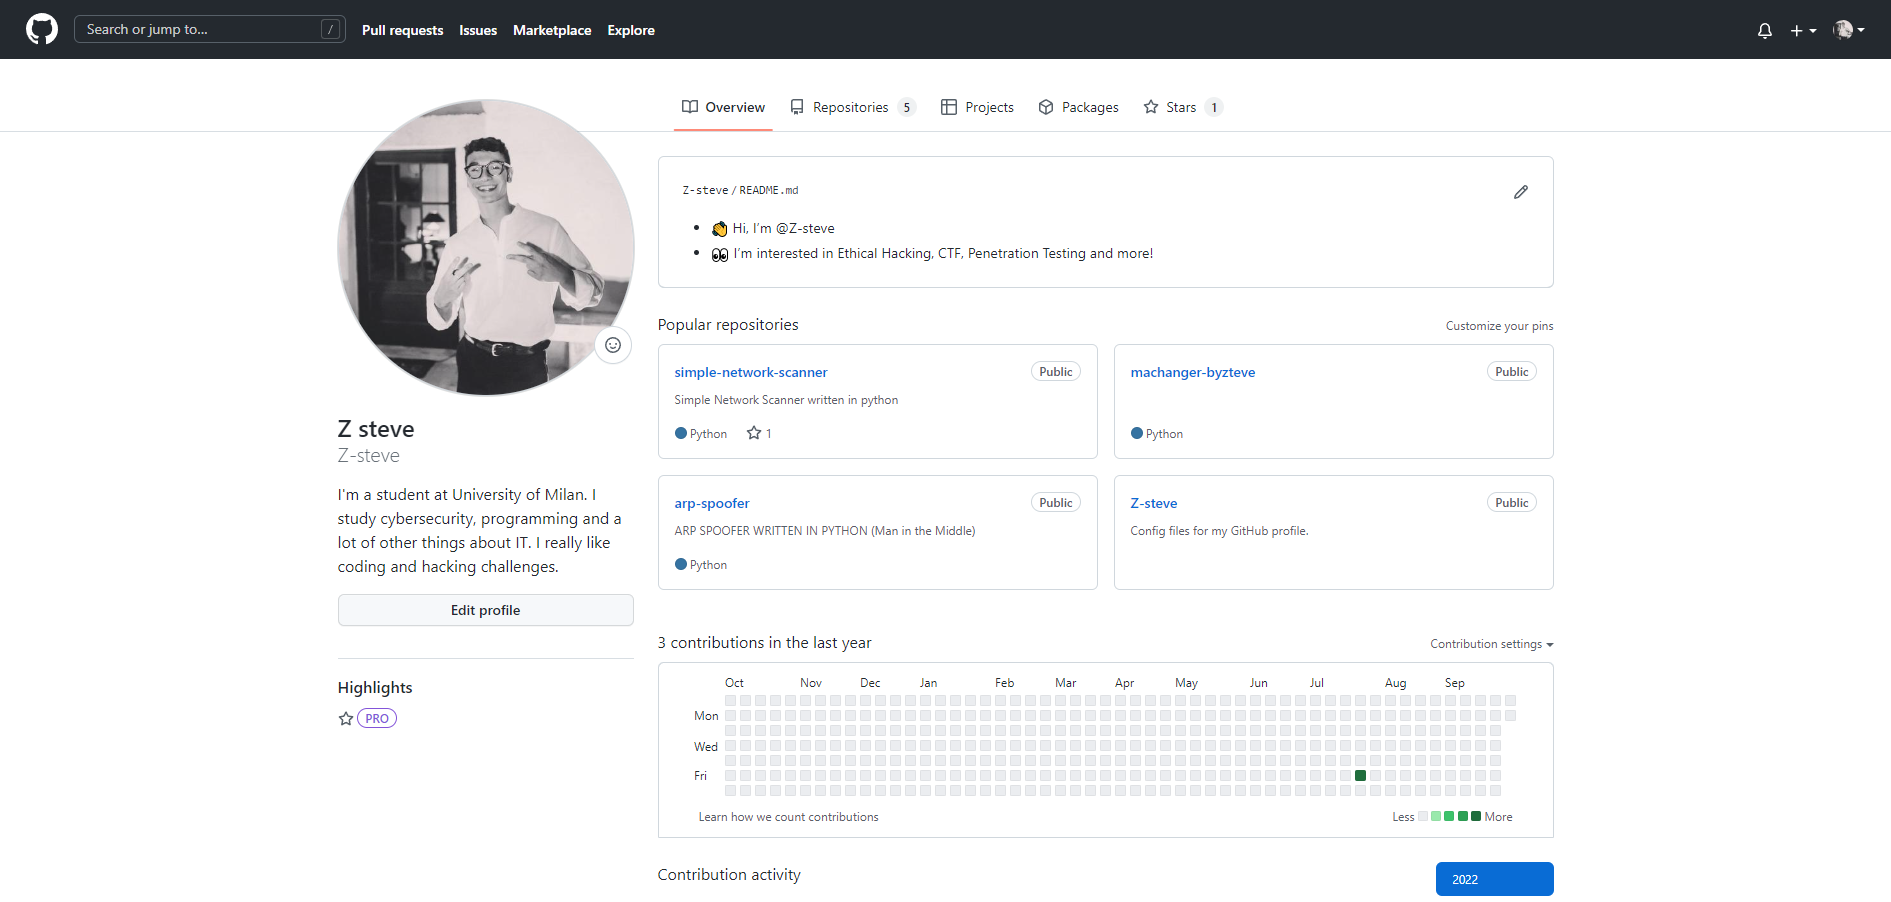 Search or jump to... /
Pull requests
Issues
Marketplace
Explore
Overview
Repositories 5
Projects
Packages
Stars 1
Z-steve / README.md
Hi, I'm @Z-steve
I'm interested in Ethical Hacking, CTF, Penetration Testing and more!
Z steve
Z-steve
I'm a student at University of Milan. I
study cybersecurity, programming and a
lot of other things about IT. I really like
coding and hacking challenges.
Edit profile
Highlights
PRO
Popular repositories
Customize your pins
simple-network-scanner Public
Simple Network Scanner written in python
Python 1
machanger-byzteve Public
Python
arp-spoofer Public
ARP SPOOFER WRITTEN IN PYTHON (Man in the Middle)
Python
Z-steve Public
Config files for my GitHub profile.
3 contributions in the last year
Contribution settings
Oct Nov Dec Jan Feb Mar Apr May Jun Jul Aug Sep
Mon
Wed
Fri
Learn how we count contributions
Less More
Contribution activity
2022